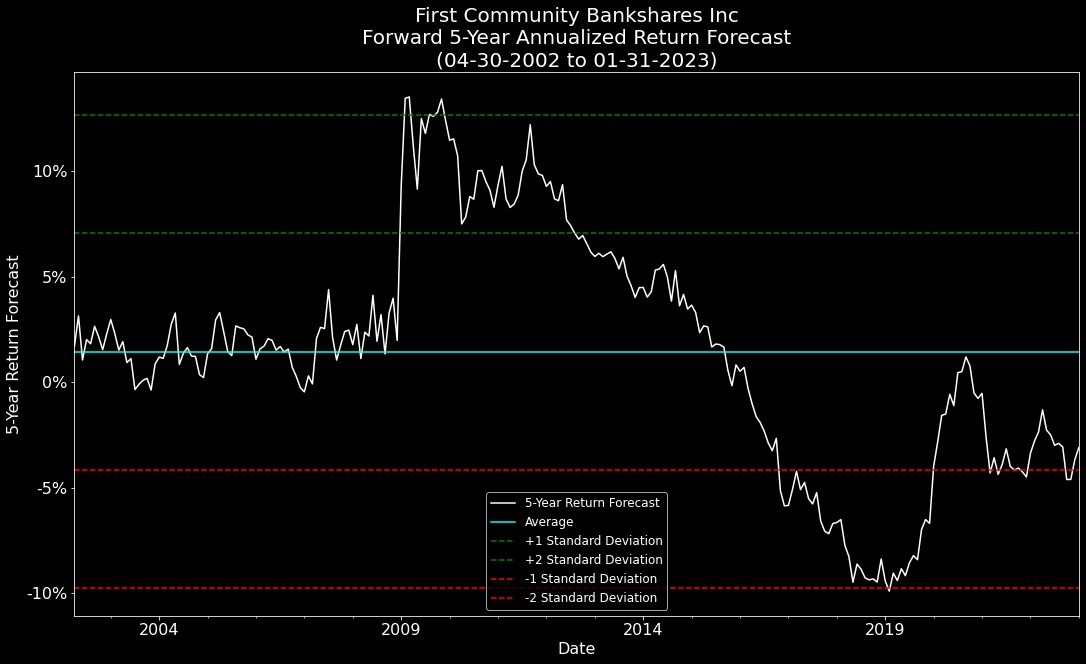 First Community Bankshares Inc
Forward 5-Year Annualized Return Forecast
(04-30-2002 to 01-31-2023)
5-Year Return Forecast
10%
5%
0%
-5%
-10%
5-Year Return Forecast
Average
+1 Standard Deviation
+2 Standard Deviation
-1 Standard Deviation
-2 Standard Deviation
2004
2009
2014
2019
Date